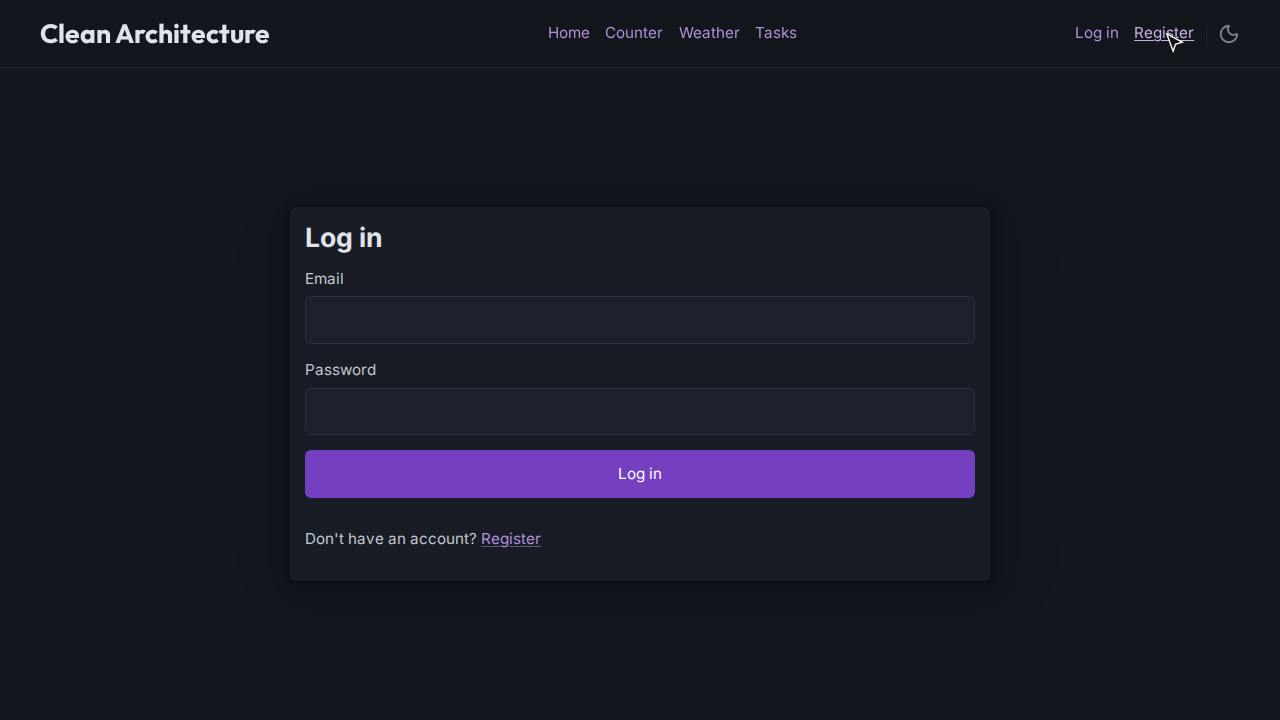 Clean Architecture
Home Counter Weather Tasks
Log in Register
Log in
Email
Password
Log in
Don't have an account? Register